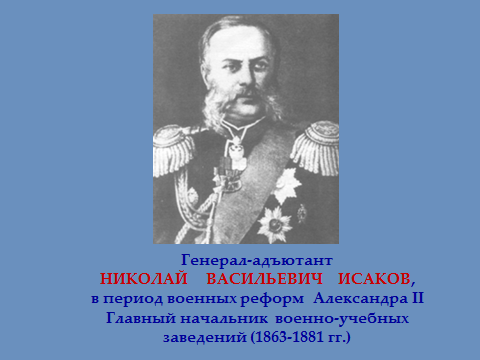 Генерал-адъютант
НИКОЛАЙ ВАСИЛЬЕВИЧ ИСАКОВ,
в период военных реформ Александра II
Главный начальник военно-учебных
заведений (1863-1881 гг.)